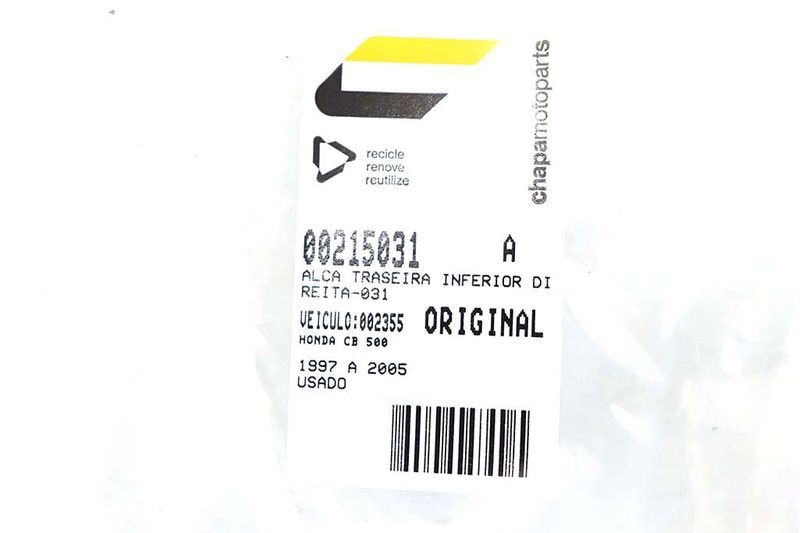 chapamotoparts
recicle
renove
reutilize
00215031 A
ALCA TRASEIRA INFERIOR DI
REITA-031
VEICULO:002355 ORIGINAL
HONDA CB 500
1997 A 2005
USADO